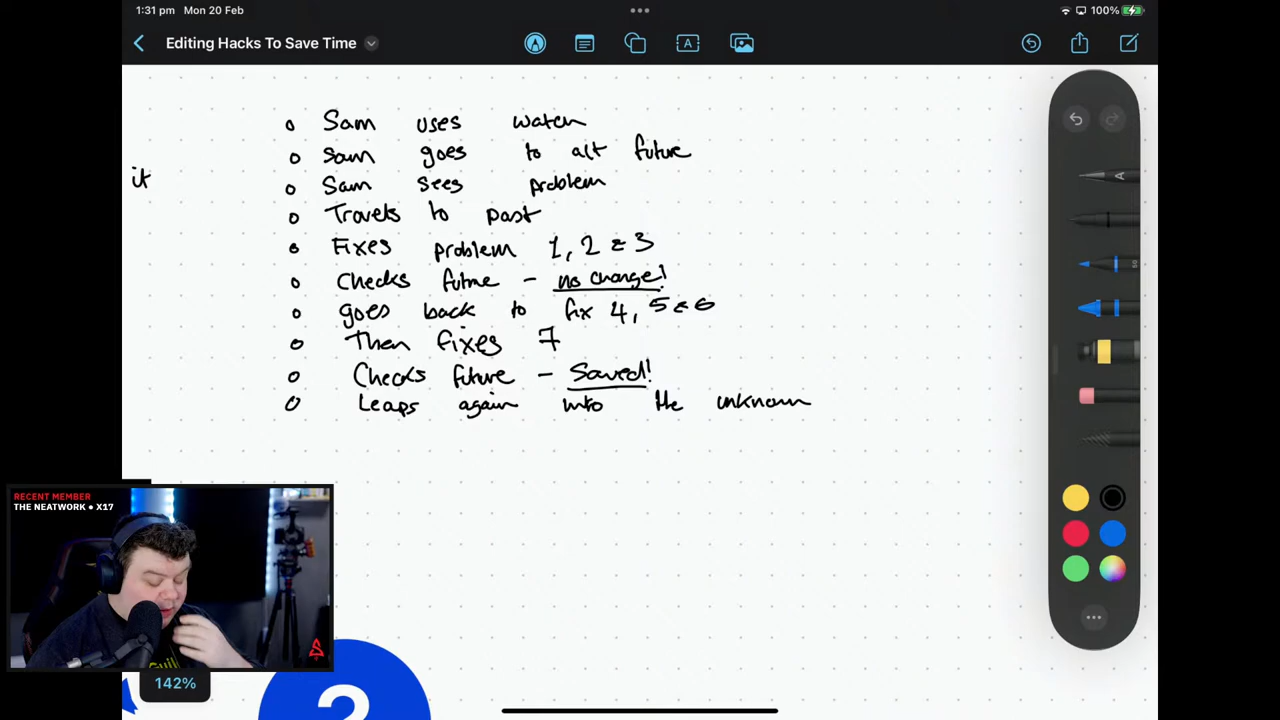 1:31 pm Mon 20 Feb
100%
Editing Hacks To Save Time
A
it
Sam uses watch
Sam goes to alt future
Sam sees problem
Travels to past
Fixes problem 1, 2 & 3
Checks future - no change!
goes back to fix 4, 5 & 6
Then fixes 7
Checks future - Saved!
Leaps again into the unknown
A
50
RECENT MEMBER
THE NEATWORK • X17
142%
?